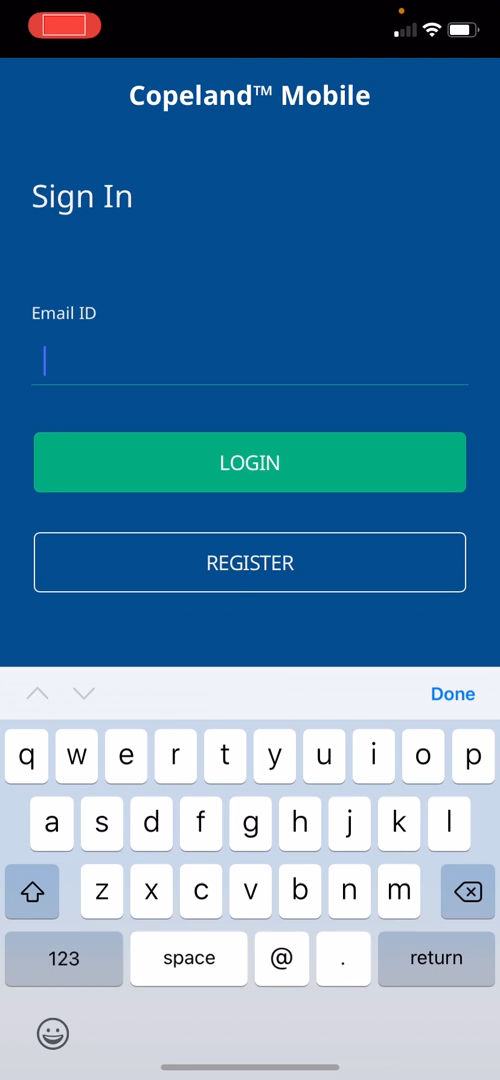 Copeland™ Mobile
Sign In
Email ID
LOGIN
REGISTER
Done
q w e r t y u i o p
a s d f g h j k l
z x c v b n m
123 space @ . return